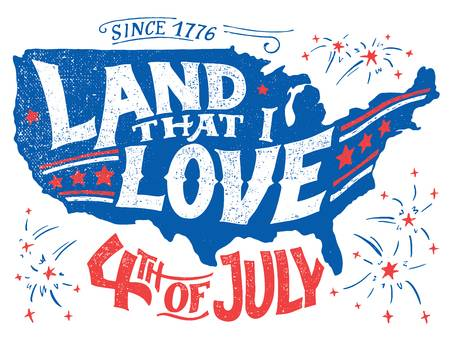 SINCE 1776
LAND
THAT I
LOVE
4TH OF JULY